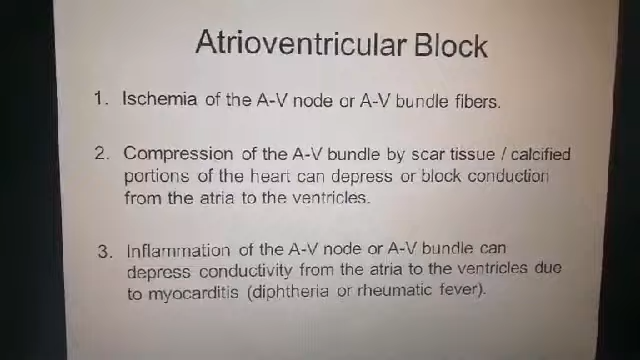 Atrioventricular Block
1. Ischemia of the A-V node or A-V bundle fibers.
2. Compression of the A-V bundle by scar tissue / calcified
portions of the heart can depress or block conduction
from the atria to the ventricles.
3. Inflammation of the A-V node or A-V bundle can
depress conductivity from the atria to the ventricles due
to myocarditis (diphtheria or rheumatic fever).